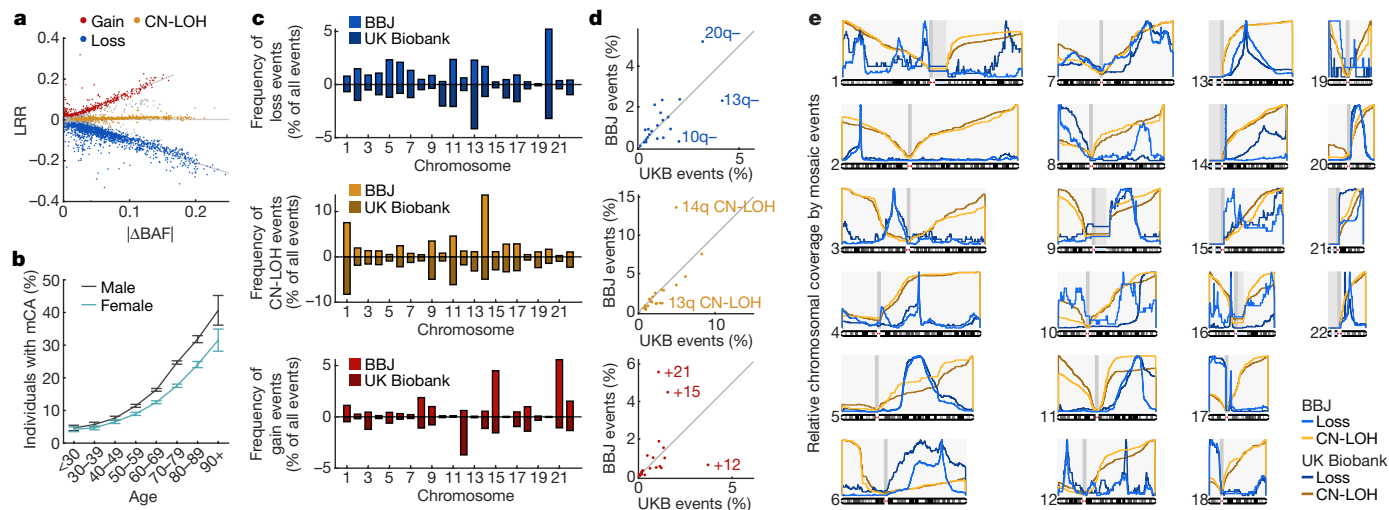 a
Gain
CN-LOH
Loss
0.4
0.2
0
−0.2
−0.4
LRR
0
0.1
0.2
|ΔBAF|
b
Individuals with mCA (%)
50
40
30
20
10
0
Male
Female
<30
30–39
40–49
50–59
60–69
70–79
80–89
90+
Age
c
BBJ
UK Biobank
Frequency of
loss events
(% of all events)
5
0
−5
1 3 5 7 9 11 13 15 17 19 21
Chromosome
BBJ
UK Biobank
Frequency of
CN-LOH events
(% of all events)
10
0
−10
1 3 5 7 9 11 13 15 17 19 21
Chromosome
BBJ
UK Biobank
Frequency of
gain events
(% of all events)
5
0
−5
1 3 5 7 9 11 13 15 17 19 21
Chromosome
d
BBJ events (%)
6
4
2
0
20q−
13q−
10q−
0 5
UKB events (%)
BBJ events (%)
15
10
5
0
14q CN-LOH
13q CN-LOH
0 10
UKB events (%)
BBJ events (%)
6
4
2
0
+21
+15
+12
0 5
UKB events (%)
e
Relative chromosomal coverage by mosaic events
1
7
13
19
2
8
14
20
3
9
15
21
4
10
16
22
5
11
17
6
12
18
BBJ
Loss
CN-LOH
UK Biobank
Loss
CN-LOH